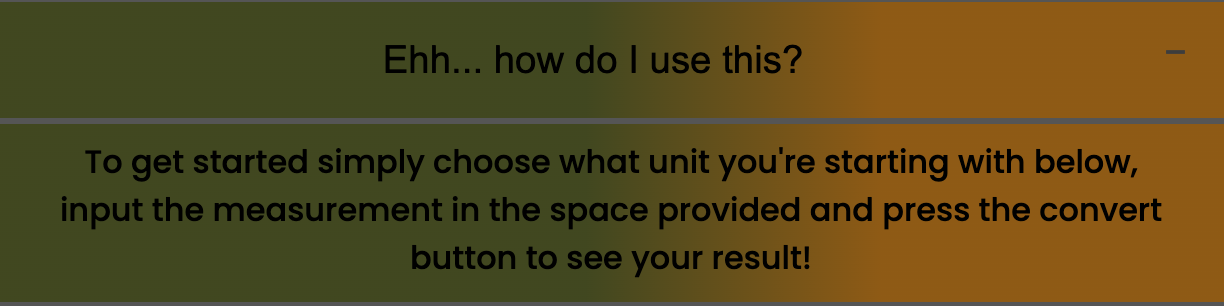 Ehh... how do I use this?
To get started simply choose what unit you're starting with below,
input the measurement in the space provided and press the convert
button to see your result!